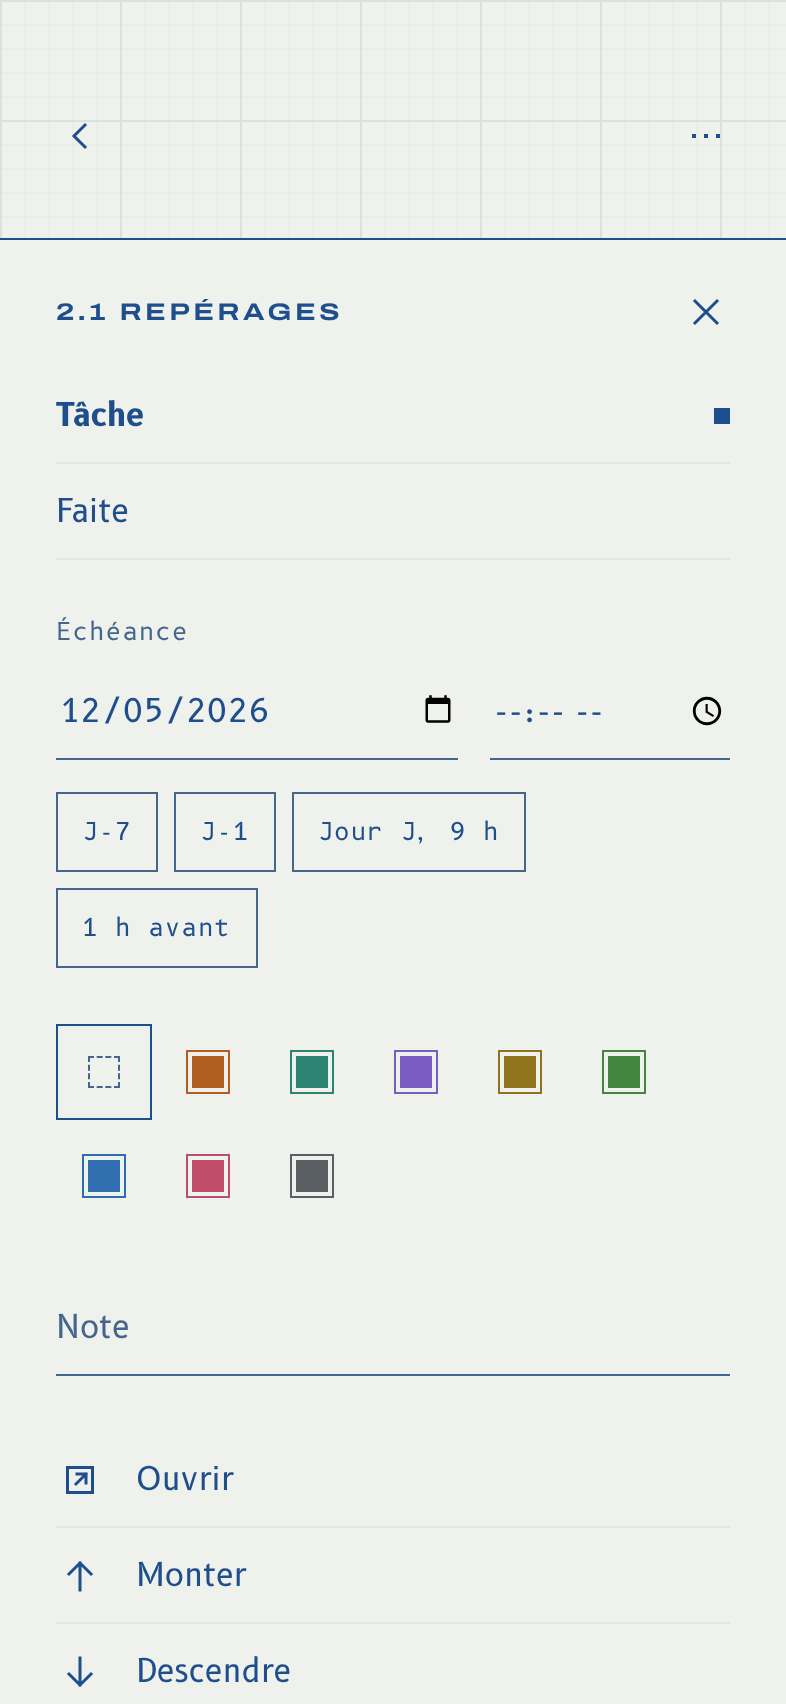 2.1 REPÉRAGES
Tâche
Faite
Échéance
12/05/2026 --:-- --
J-7 J-1 Jour J, 9 h
1 h avant
Note
Ouvrir
Monter
Descendre